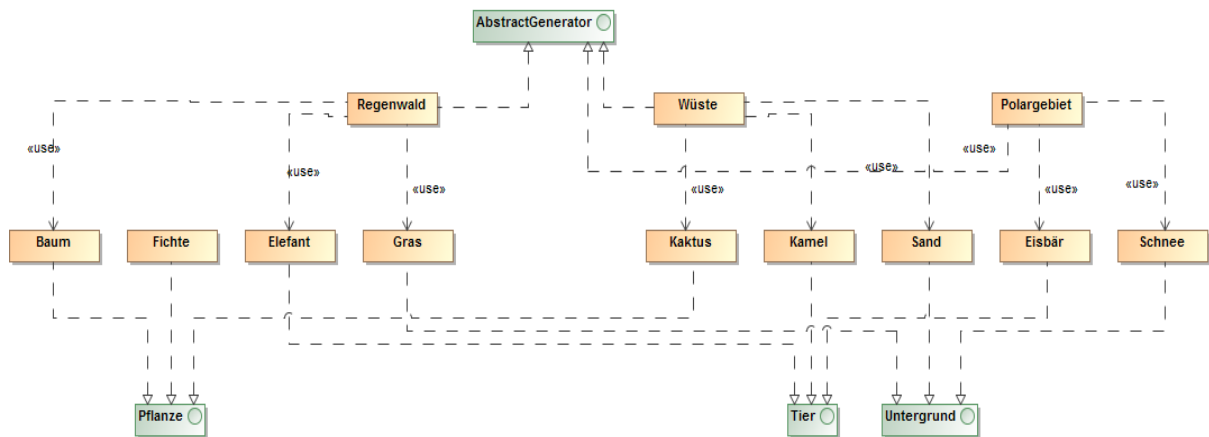 AbstractGenerator
Regenwald
Wüste
Polargebiet
«use»
«use»
«use»
«use»
«use»
«use»
«use»
«use»
Baum
Fichte
Elefant
Gras
Kaktus
Kamel
Sand
Eisbär
Schnee
Pflanze
Tier
Untergrund